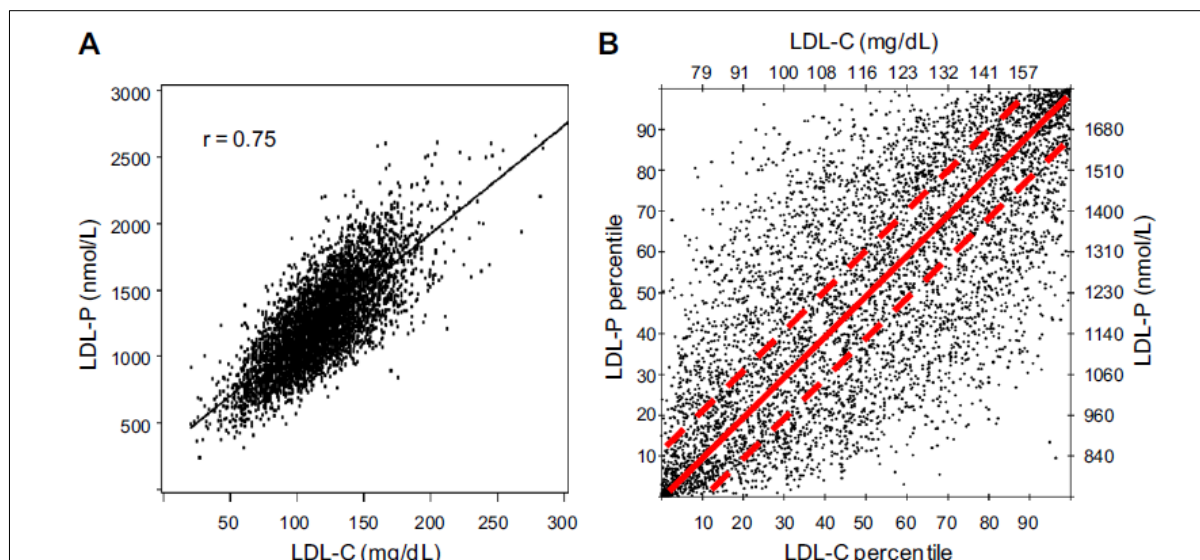 A
LDL-P (nmol/L)
3000
2500
2000
1500
1000
500
0
r = 0.75
50 100 150 200 250 300
LDL-C (mg/dL)
B
LDL-C (mg/dL)
79 91 100 108 116 123 132 141 157
LDL-P percentile
90
80
70
60
50
40
30
20
10
1680
1510
1400
1310
1230
1140
1060
960
840
LDL-P (nmol/L)
10 20 30 40 50 60 70 80 90
LDL-C percentile